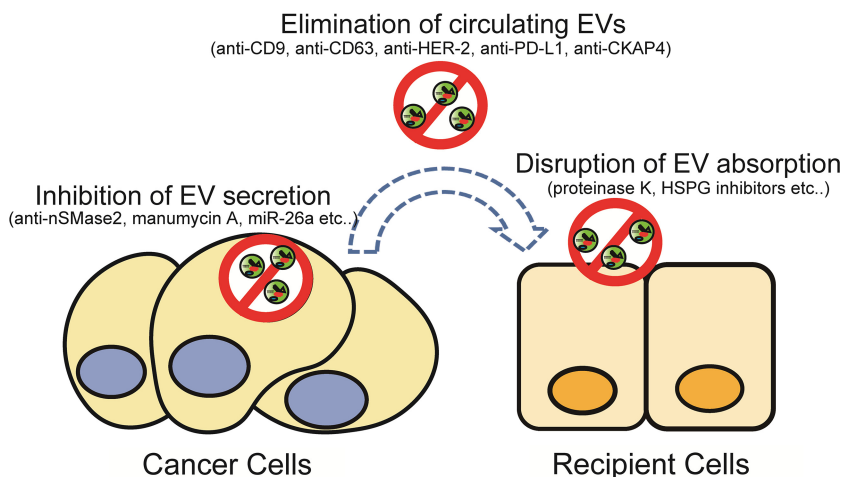 Elimination of circulating EVs
(anti-CD9, anti-CD63, anti-HER-2, anti-PD-L1, anti-CKAP4)
Disruption of EV absorption
(proteinase K, HSPG inhibitors etc..)
Inhibition of EV secretion
(anti-nSMase2, manumycin A, miR-26a etc..)
Cancer Cells
Recipient Cells